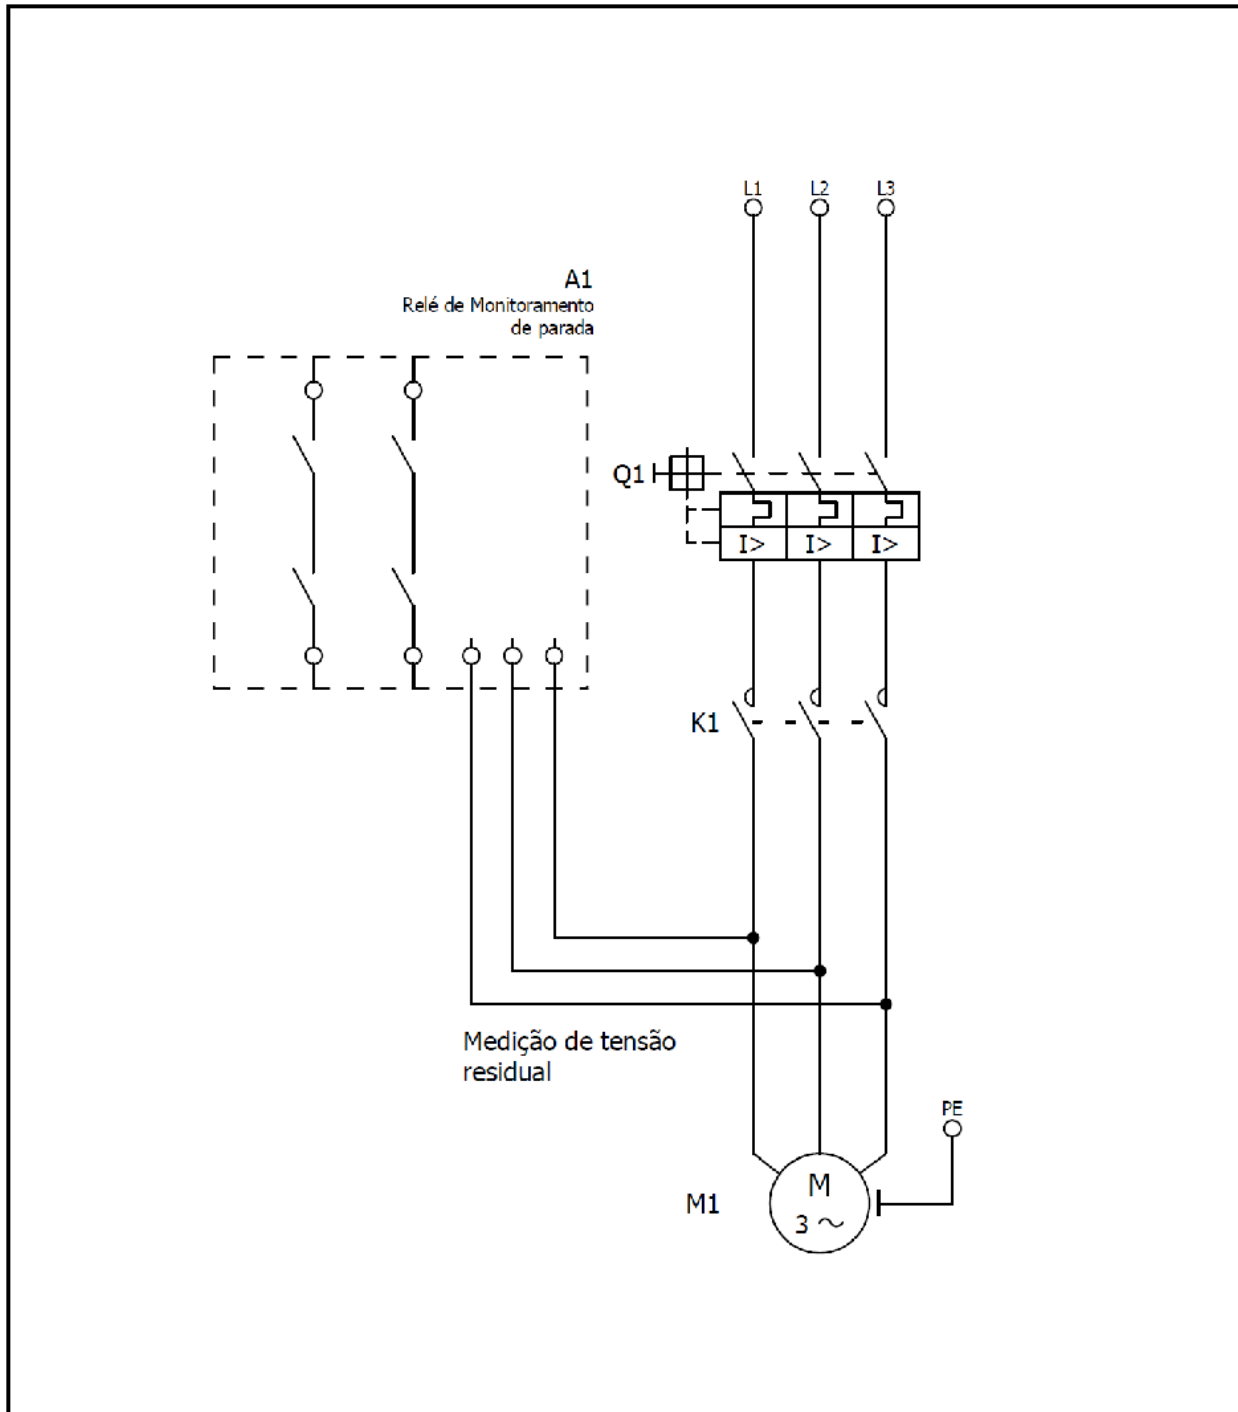 L1 L2 L3
A1
Relé de Monitoramento
de parada
Q1
I> I> I>
K1
Medição de tensão
residual
PE
M1
M
3 ~